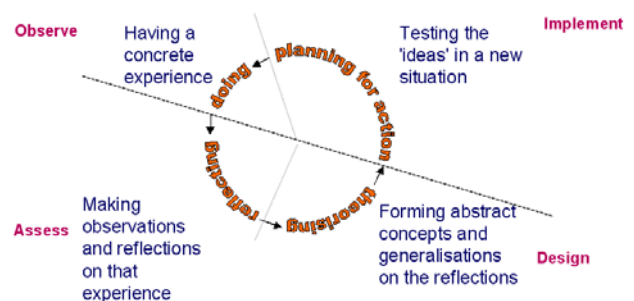 Observe
Having a
concrete
experience
doing
planning for action
Testing the
'ideas' in a new
situation
Implement
reflecting
theorising
Assess
Making
observations
and reflections
on that
experience
Forming abstract
concepts and
generalisations
on the reflections
Design